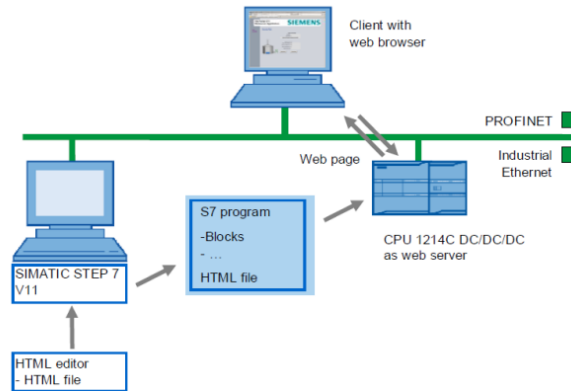 SIEMENS
Client with
web browser
PROFINET
Industrial
Ethernet
Web page
S7 program
-Blocks
- ...
HTML file
CPU 1214C DC/DC/DC
as web server
SIMATIC STEP 7
V11
HTML editor
- HTML file